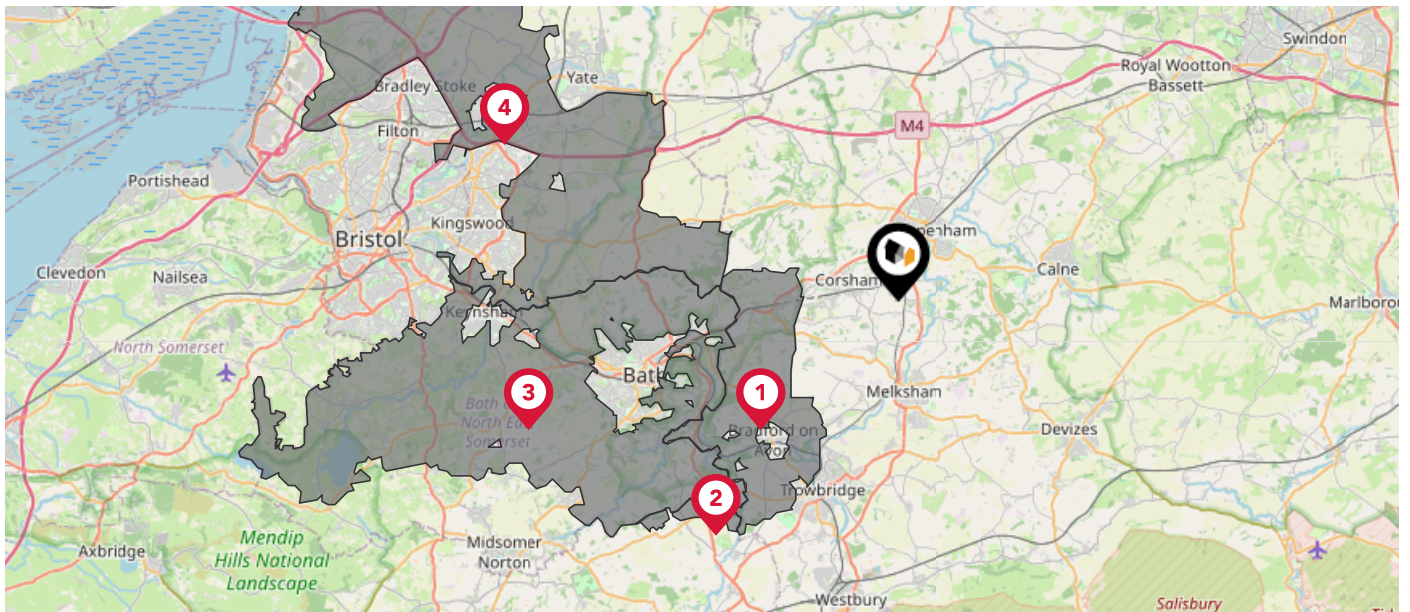 Swindon
Royal Wootton
Bassett
Yate
Bradley Stoke
4
M4
Filton
Portishead
Kingswood
penham
Bristol
Calne
Clevedon
Nailsea
Corsham
Marlborou
Keynsham
North Somerset
Bath
3
1
Melksham
Bath
North East
Somerset
Bradford on
Avon
Devizes
2
Trowbridge
Mendip
Hills National
Landscape
Axbridge
Midsomer
Norton
Westbury
Salisbury